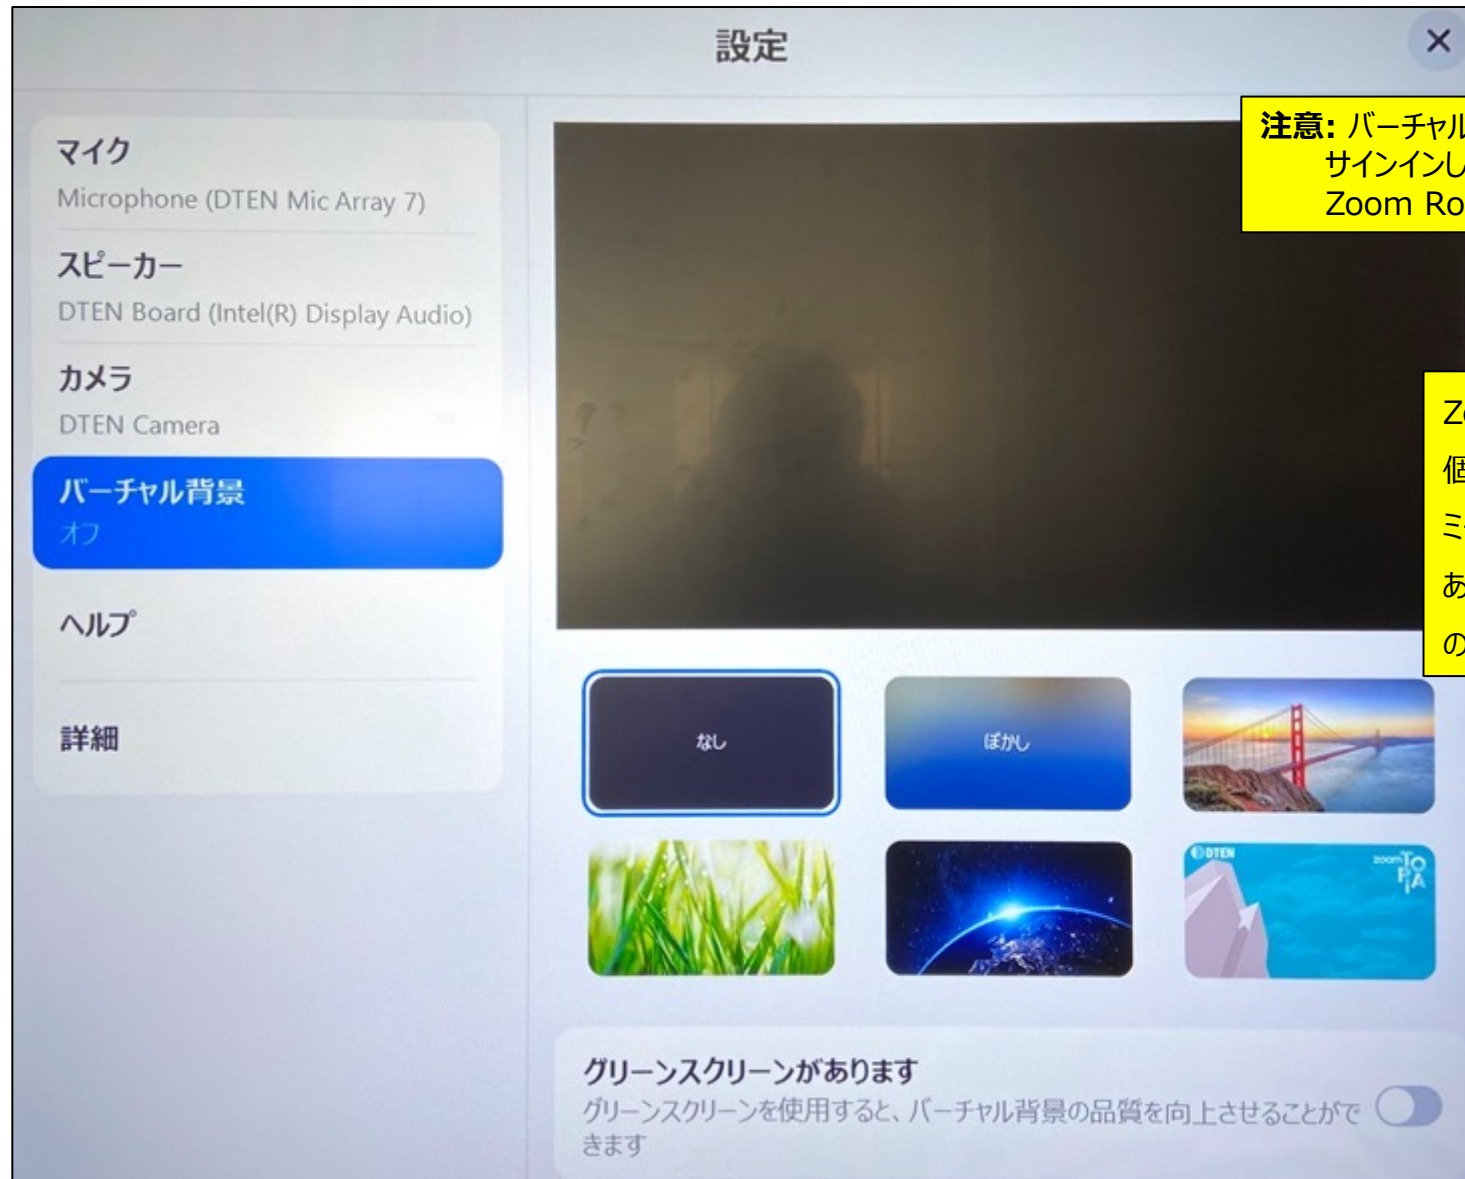 設定
マイク
Microphone (DTEN Mic Array 7)
スピーカー
DTEN Board (Intel(R) Display Audio)
カメラ
DTEN Camera
バーチャル背景
オフ
ヘルプ
詳細
注意: バーチャル
サインインし
Zoom Ro
個
ミ
あ
の
なし
ぼかし
DTEN
zoomTOPiA
グリーンスクリーンがあります
グリーンスクリーンを使用すると、バーチャル背景の品質を向上させることがで
きます